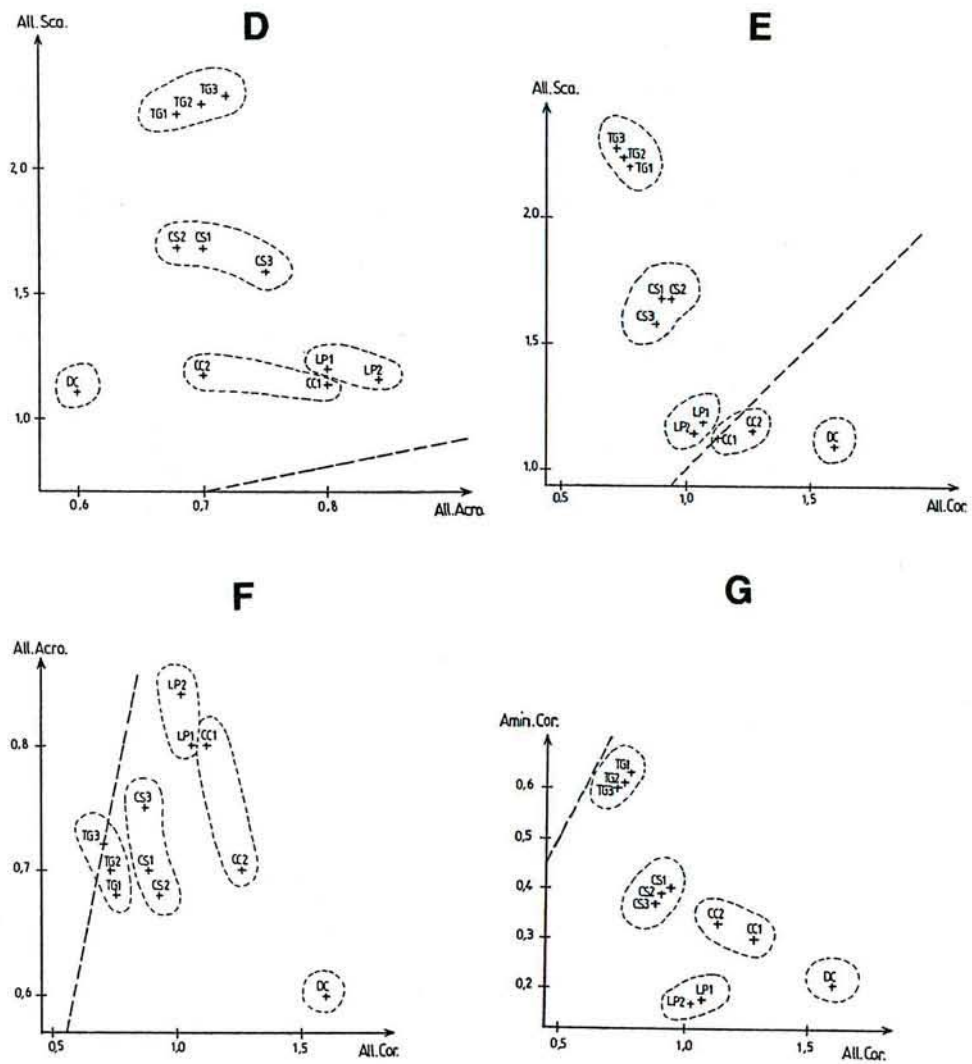 D
All.Sca.
TG3
TG2
TG1
2,0
CS2 CS1
CS3
1,5
CC2
LP1
LP2
CC1
DC
1,0
0,6 0,7 0,8
All.Acro.
E
All.Sca.
TG3
TG2
TG1
2,0
CS1 CS2
CS3
1,5
LP1
LP2
CC2
CC1
DC
1,0
0,5 1,0 1,5
All.Cor.
F
All.Acro.
LP2
LP1 CC1
0,8
CS3
TG3
TG2 CS1
CC2
0,7
TG1 CS2
DC
0,6
0,5 1,0 1,5
All.Cor.
G
Amin.Cor.
TG1
0,6
TG2
TG3
0,5
CS1
0,4
CS2
CS3
CC2
CC1
0,3
DC
0,2
LP2 LP1
0,5 1,0 1,5
All.Cor.